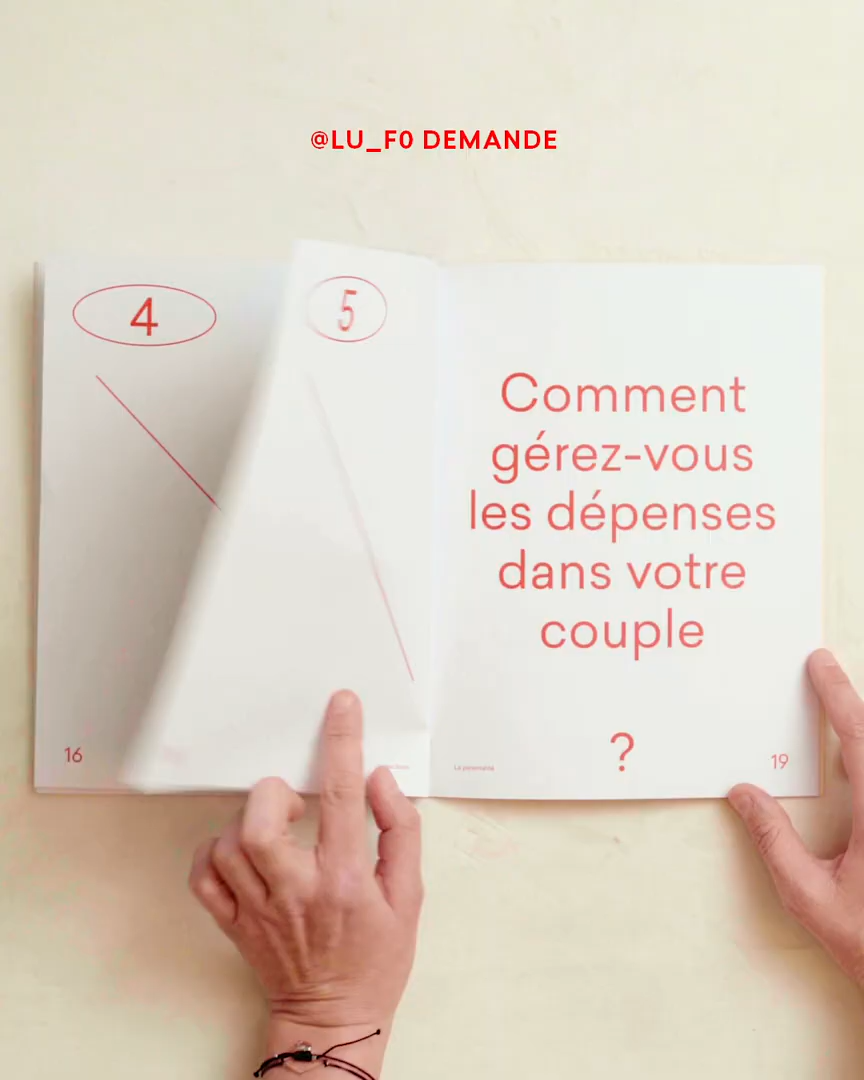 @LU_F0 DEMANDE
4
5
Comment
gérez-vous
les dépenses
dans votre
couple
?
16
19